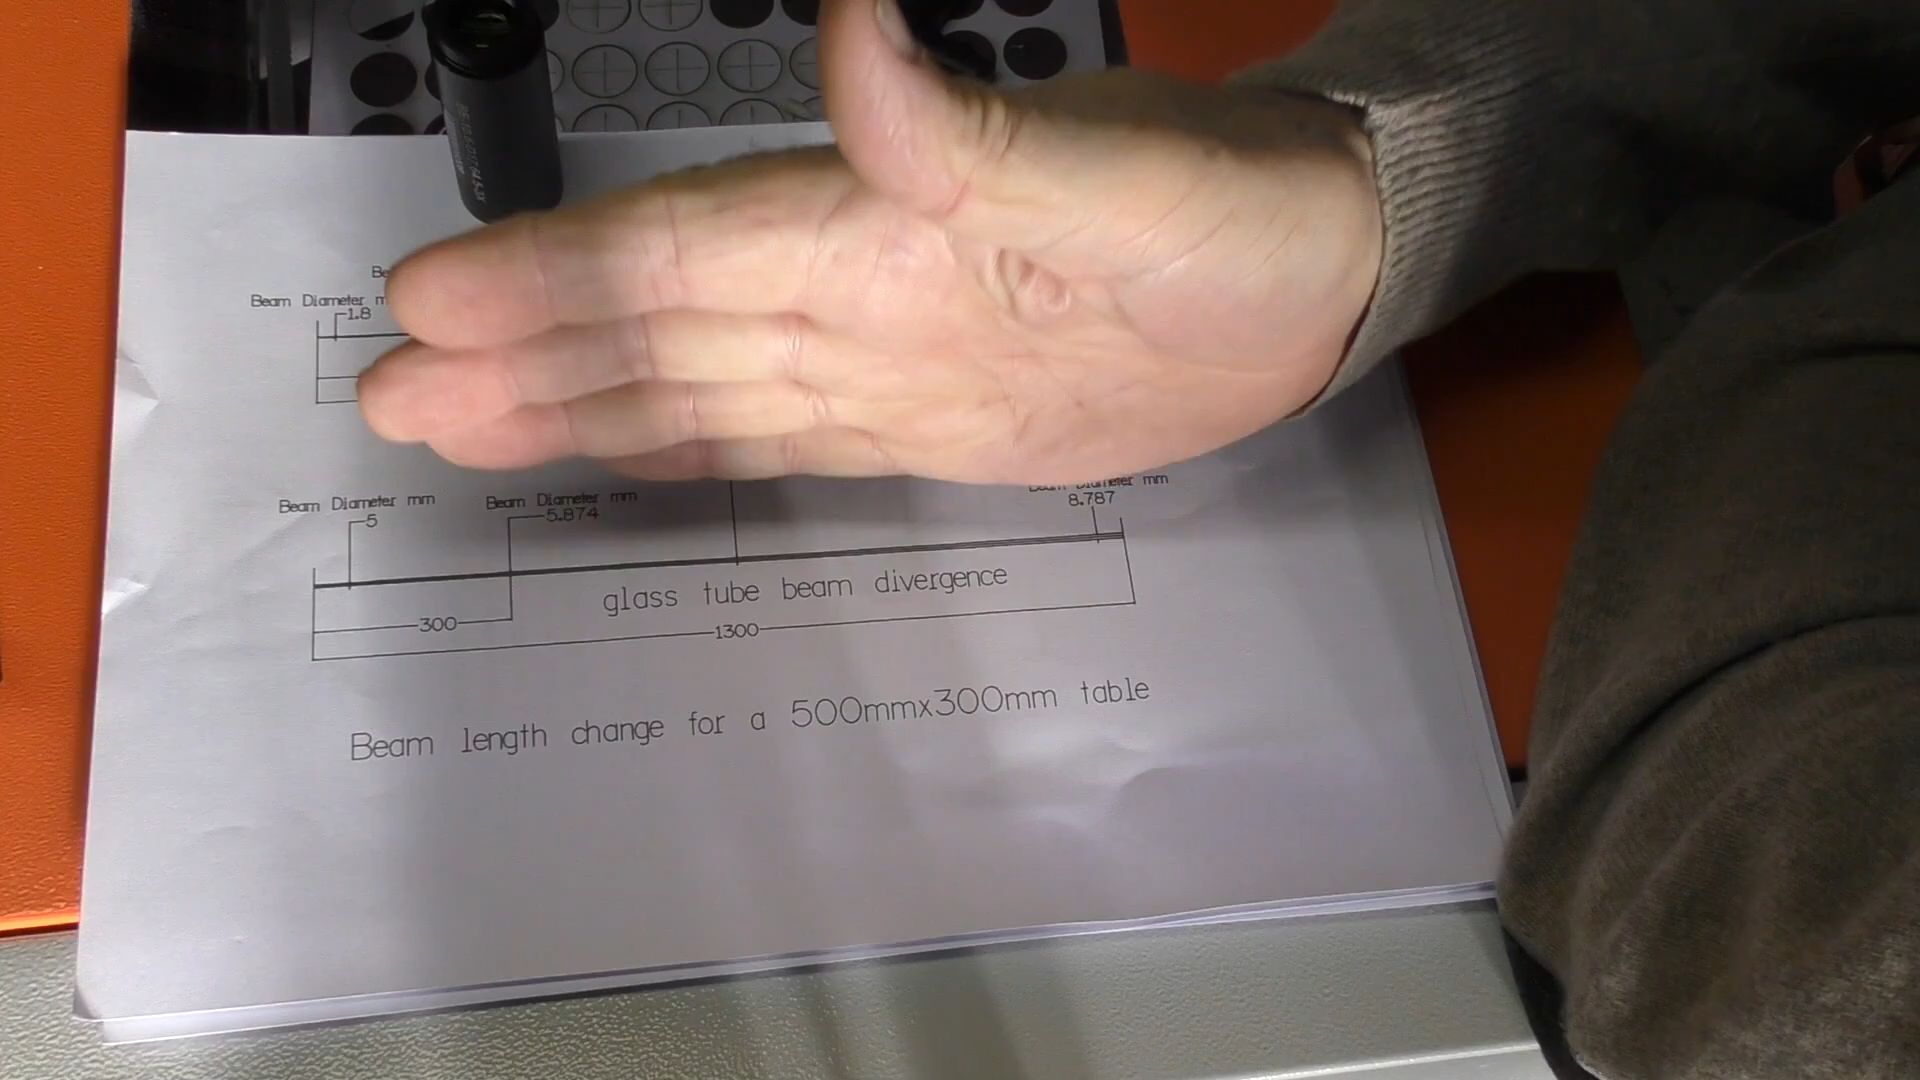 Beam Diameter m
1.8
Beam Diameter mm
5
Beam Diameter mm
5.874
mm
8.787
glass tube beam divergence
300
1300
Beam length change for a 500mmx300mm table